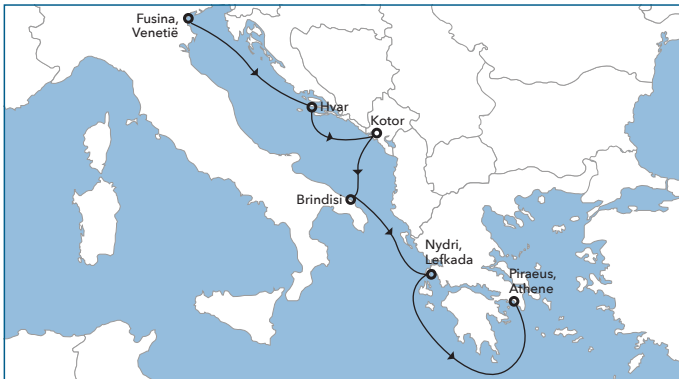 Fusina,
Venetië
Hvar
Kotor
Brindisi
Nydri,
Lefkada
Piraeus,
Athene